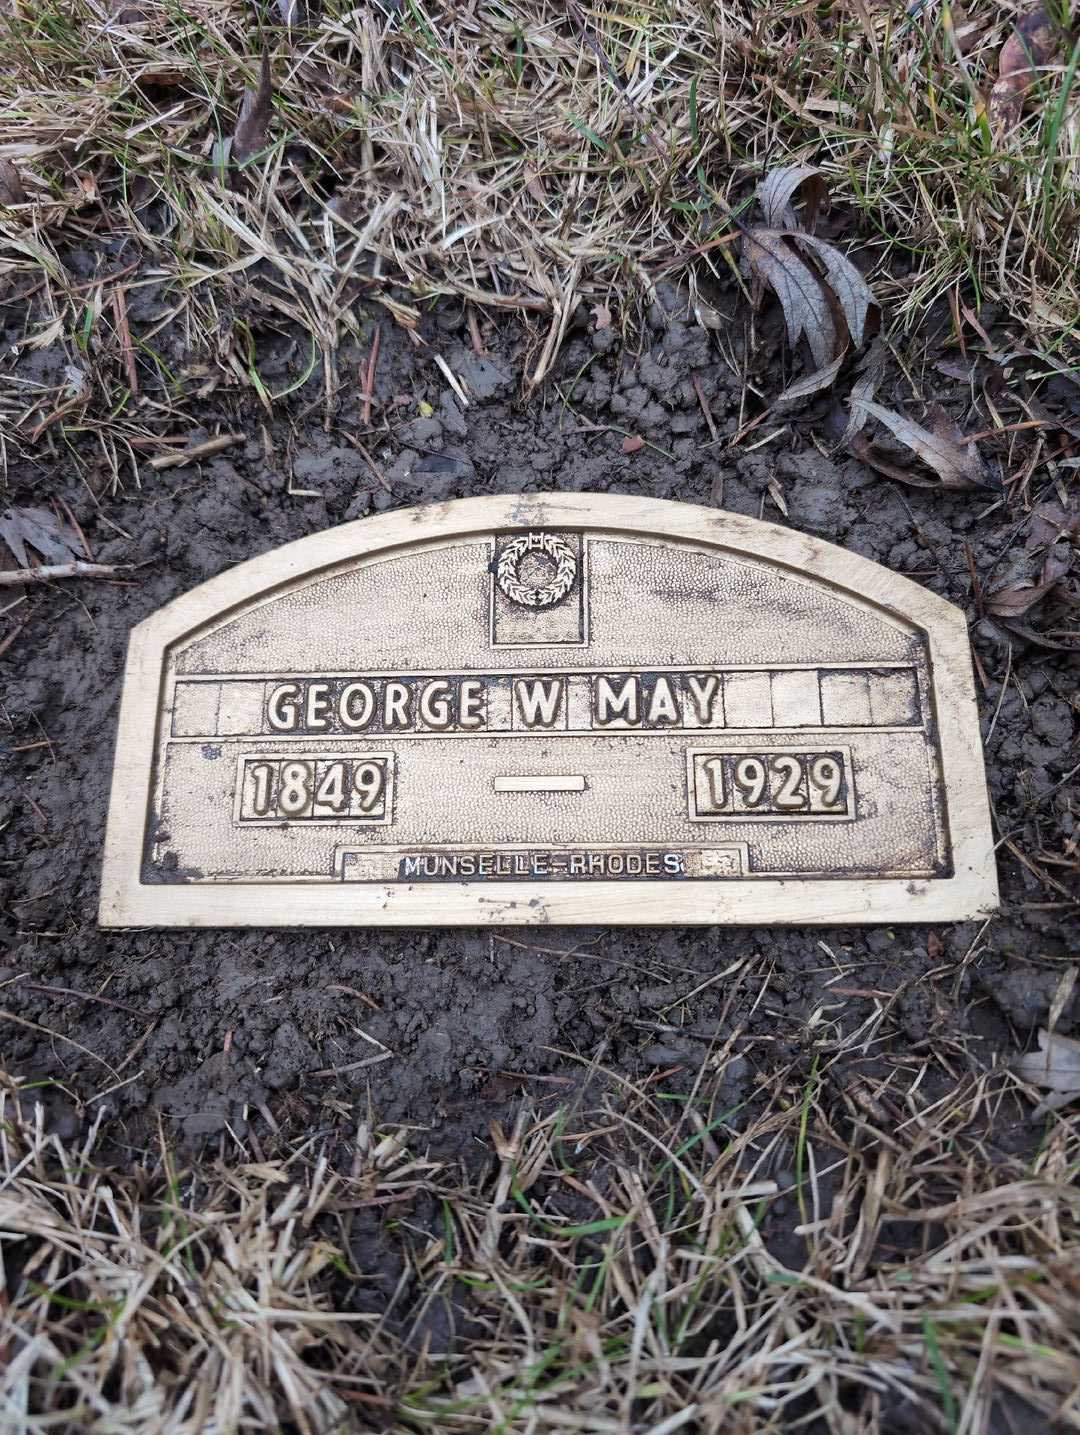 GEORGE W MAY
1849 — 1929
MUNSELLE-RHODES